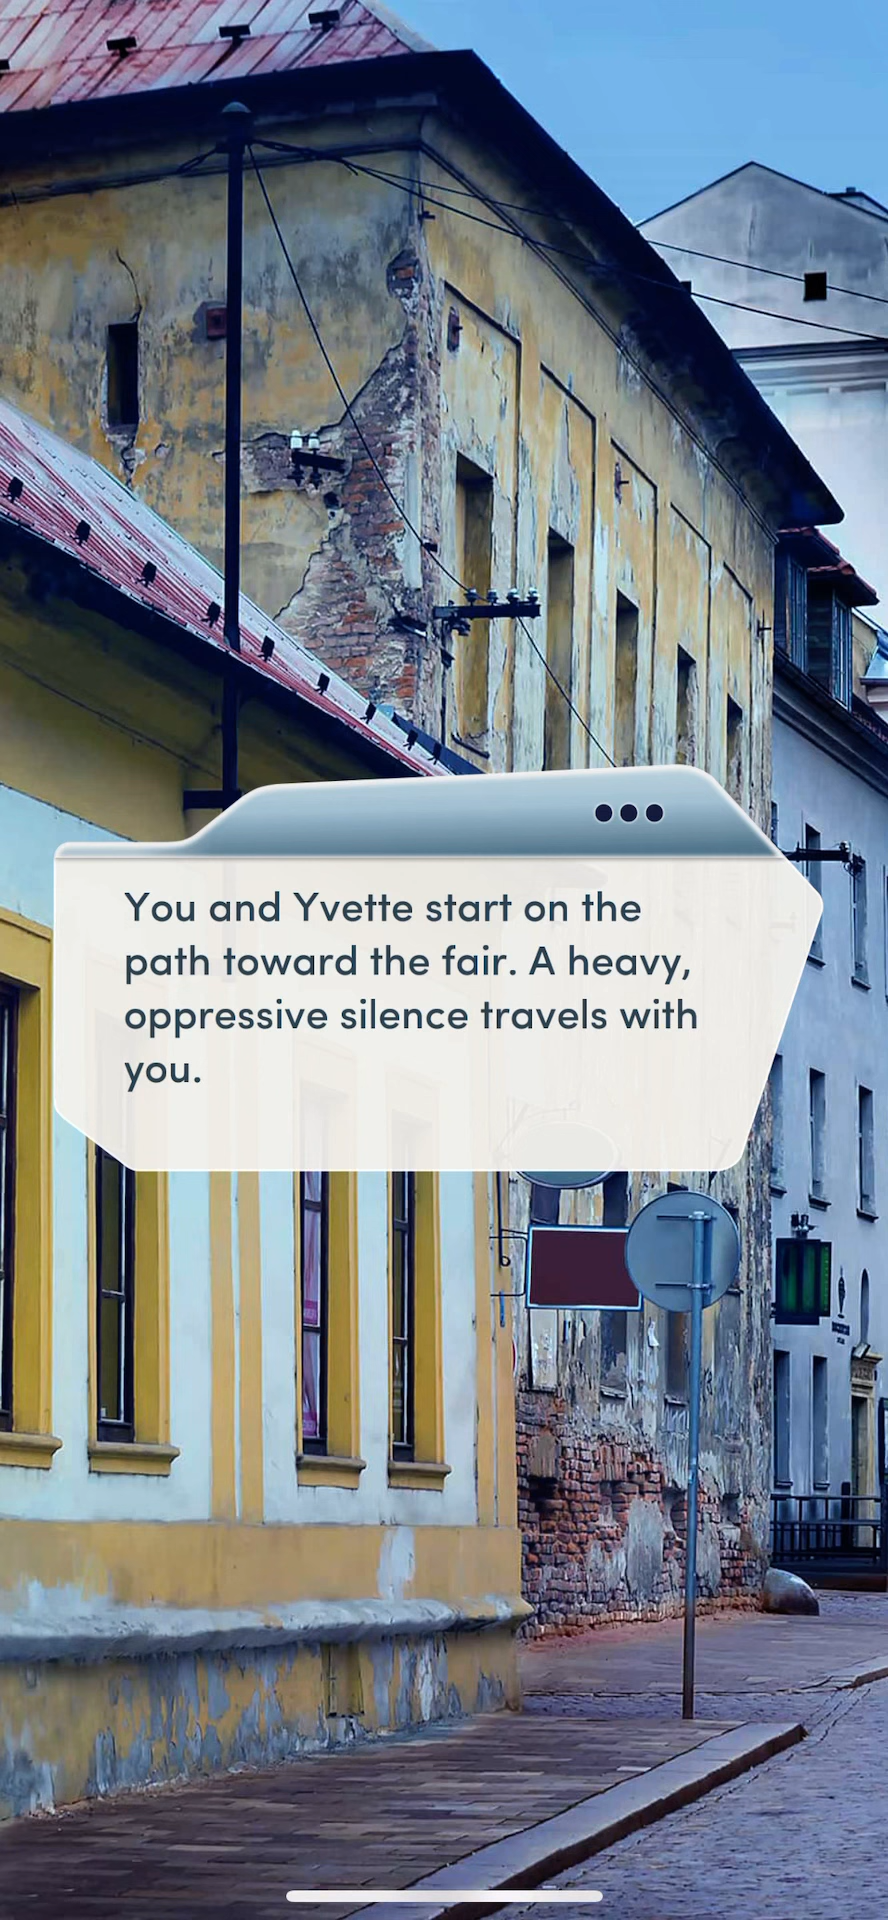 You and Yvette start on the
path toward the fair. A heavy,
oppressive silence travels with
you.